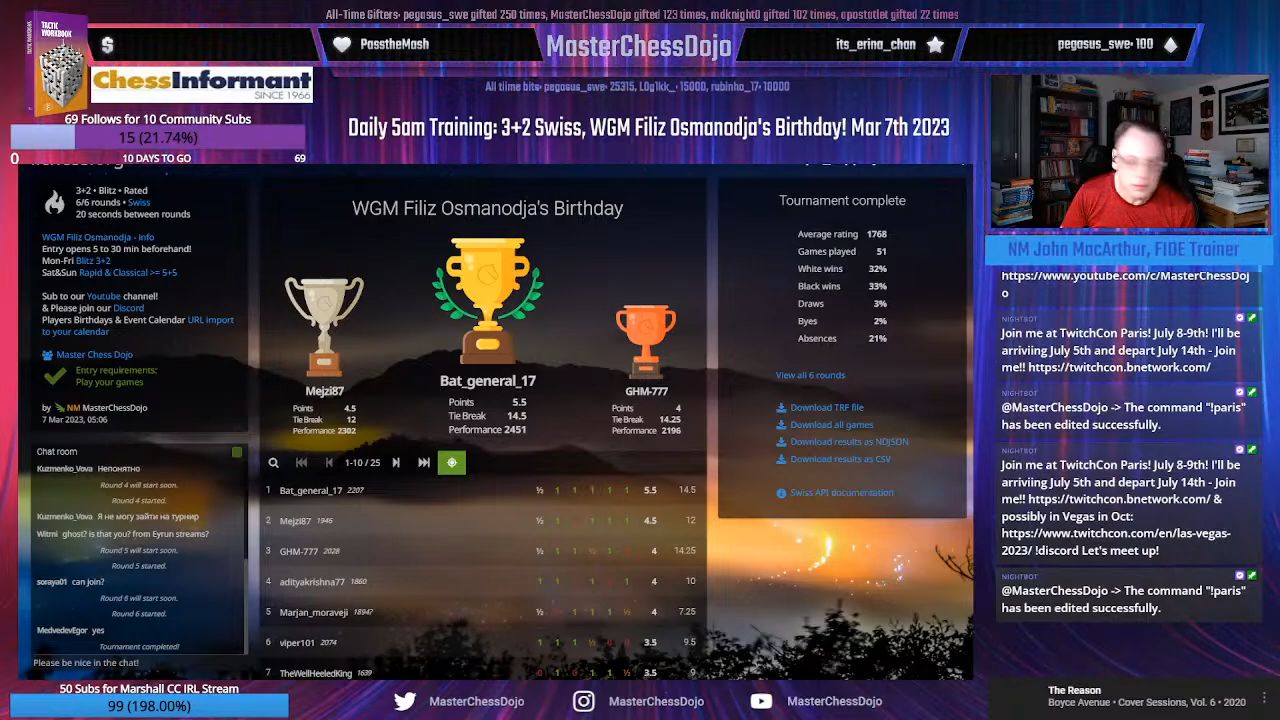 All-Time Gifters: pegasus_swe gifted 250 times, MasterChessDojo gifted 123 times, mdknight0 gifted 102 times, apostutlet gifted 22 times
TACTIC
WORKBOOK
$
PasstheMash
MasterChessDojo
its_erina_chan
pegasus_swe: 100
ChessInformant
SINCE 1966
All tiime bits: pegasus_swe: 25315, L0g1kk_: 15000, rubinho_17: 10000
69 Follows for 10 Community Subs
15 (21.74%)
0
10 DAYS TO GO
69
Daily 5am Training: 3+2 Swiss, WGM Filiz Osmanodja's Birthday! Mar 7th 2023
3+2 • Blitz • Rated
6/6 rounds • Swiss
20 seconds between rounds
WGM Filiz Osmanodja - Info
Entry opens 5 to 30 min beforehand!
Mon-Fri Blitz 3+2
Sat&Sun Rapid & Classical >= 5+5
Sub to our Youtube channel!
& Please join our Discord
Players Birthdays & Event Calendar URL import
to your calendar
Master Chess Dojo
Entry requirements:
Play your games
by NM MasterChessDojo
7 Mar 2023, 05:06
Chat room
Kuzmenko_Vova Непонятно
Round 4 will start soon.
Round 4 started.
Kuzmenko_Vova Я не могу зайти на турнир
Witmi ghost? is that you? from Eyrun streams?
Round 5 will start soon.
Round 5 started.
soraya01 can join?
Round 6 will start soon.
Round 6 started.
MedvedevEgor yes
Tournament completed!
Please be nice in the chat!
WGM Filiz Osmanodja's Birthday
Mejzi87
Points 4.5
Tie Break 12
Performance 2302
Bat_general_17
Points 5.5
Tie Break 14.5
Performance 2451
GHM-777
Points 4
Tie Break 14.25
Performance 2196
1-10 / 25
1 Bat_general_17 2207 ½ 1 1 1 1 1 5.5 14.5
2 Mejzi87 1946 ½ 1 1 1 1 4.5 12
3 GHM-777 2028 ½ 1 1 1 4 14.25
4 adityakrishna77 1860 1 1 1 1 4 10
5 Marjan_moraveji 1894? ½ 1 1 1 ½ 4 7.25
6 viper101 2074 1 1 1 ½ 0 0 3.5 9.5
7 TheWellHeeledKing 1639 0 1 0 1 1 ½ 3.5 9
Tournament complete
Average rating 1768
Games played 51
White wins 32%
Black wins 33%
Draws 3%
Byes 2%
Absences 21%
View all 6 rounds
Download TRF file
Download all games
Download results as NDJSON
Download results as CSV
Swiss API documentation
NM John MacArthur, FIDE Trainer
https://www.youtube.com/c/MasterChessDoj
o
NIGHTBOT
Join me at TwitchCon Paris! July 8-9th! I'll be
arriving July 5th and depart July 14th - Join
me!! https://twitchcon.bnetwork.com/
NIGHTBOT
@MasterChessDojo -> The command "!paris"
has been edited successfully.
NIGHTBOT
Join me at TwitchCon Paris! July 8-9th! I'll be
arriving July 5th and depart July 14th - Join
me!! https://twitchcon.bnetwork.com/ &
possibly in Vegas in Oct:
https://www.twitchcon.com/en/las-vegas-
2023/ !discord Let's meet up!
NIGHTBOT
@MasterChessDojo -> The command "!paris"
has been edited successfully.
50 Subs for Marshall CC IRL Stream
99 (198.00%)
MasterChessDojo
MasterChessDojo
MasterChessDojo
The Reason
Boyce Avenue • Cover Sessions, Vol. 6 • 2020